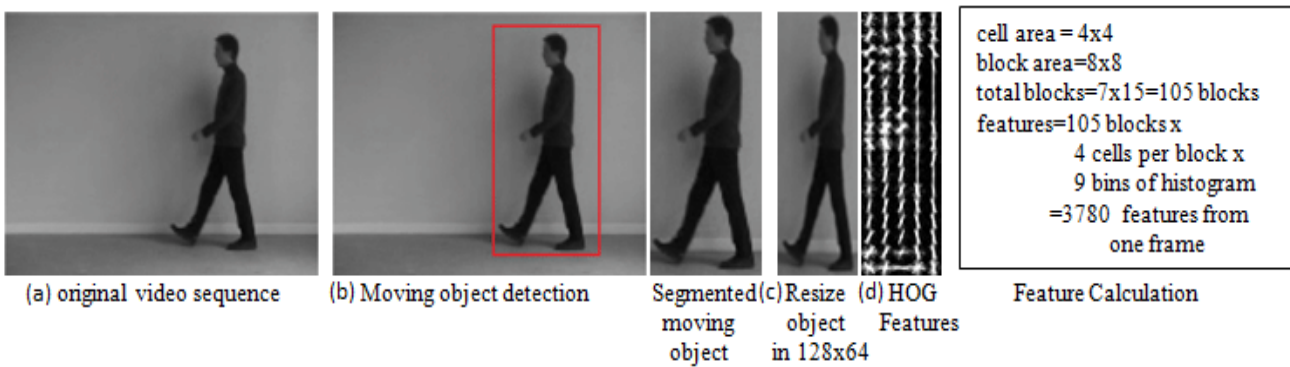 cell area = 4x4
block area=8x8
total blocks=7x15=105 blocks
features=105 blocks x
4 cells per block x
9 bins of histogram
=3780 features from
one frame
(a) original video sequence
(b) Moving object detection
Segmented
moving
object
(c) Resize
object
in 128x64
(d) HOG
Features
Feature Calculation